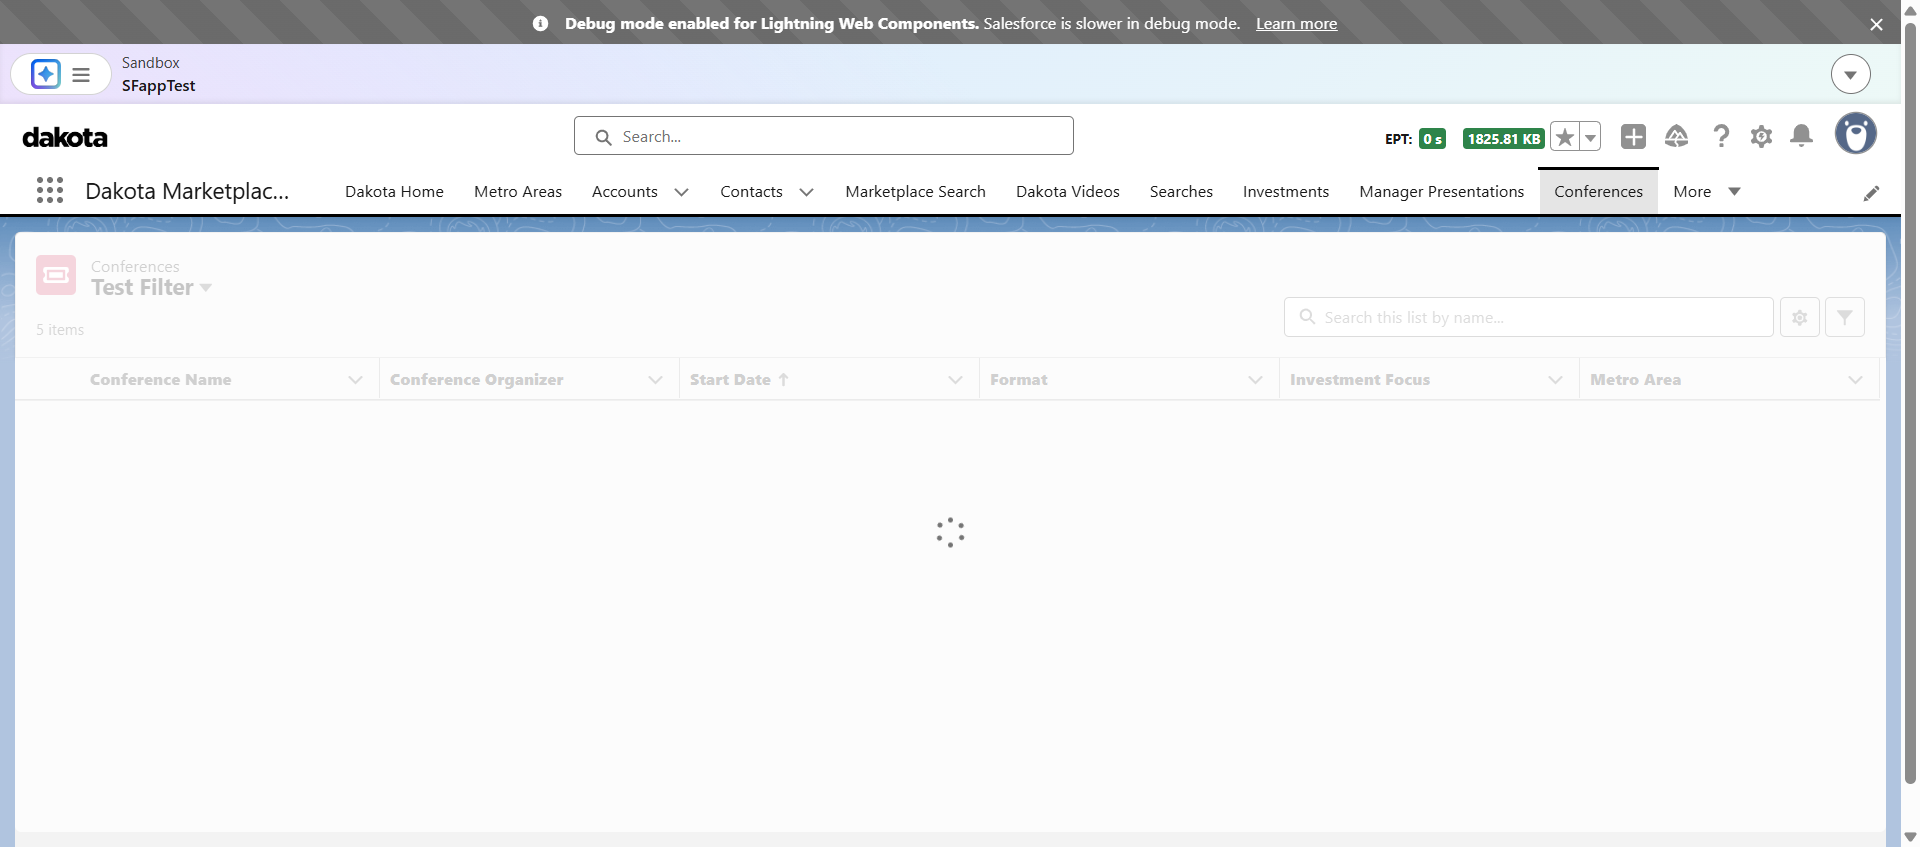 Debug mode enabled for Lightning Web Components. Salesforce is slower in debug mode. Learn more
Sandbox
SFappTest
dakota
Search...
EPT: 0 s 1825.81 KB
Dakota Marketplac...
Dakota Home Metro Areas Accounts Contacts Marketplace Search Dakota Videos Searches Investments Manager Presentations Conferences More
Conferences
Test Filter
5 items
Search this list by name...
Conference Name Conference Organizer Start Date Format Investment Focus Metro Area